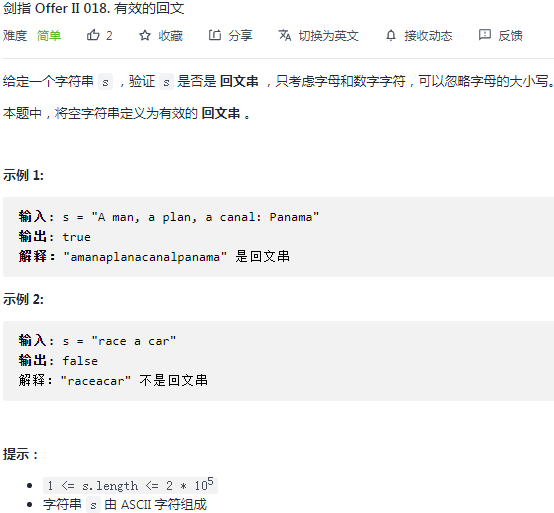 剑指 Offer II 018. 有效的回文
难度 简单 2 收藏 分享 切换为英文 接收动态 反馈
给定一个字符串 s ，验证 s 是否是 回文串 ，只考虑字母和数字字符，可以忽略字母的大小写。
本题中，将空字符串定义为有效的 回文串 。
示例 1:
输入: s = "A man, a plan, a canal: Panama"
输出: true
解释："amanaplanacanalpanama" 是回文串
示例 2:
输入: s = "race a car"
输出: false
解释："raceacar" 不是回文串
提示：
1 <= s.length <= 2 * 10⁵
字符串 s 由 ASCII 字符组成